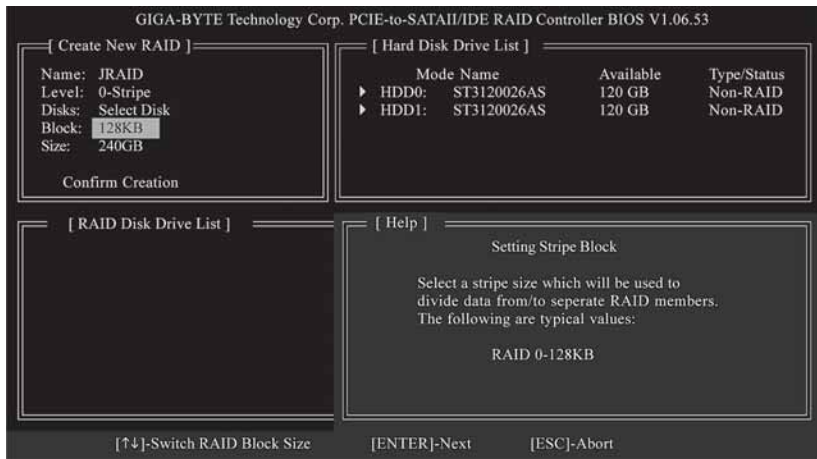 GIGA-BYTE Technology Corp. PCIE-to-SATAII/IDE RAID Controller BIOS V1.06.53
[ Create New RAID ]
Name: JRAID
Level: 0-Stripe
Disks: Select Disk
Block: 128KB
Size: 240GB
Confirm Creation
[ Hard Disk Drive List ]
Mode Name Available Type/Status
HDD0: ST3120026AS 120 GB Non-RAID
HDD1: ST3120026AS 120 GB Non-RAID
[ RAID Disk Drive List ]
[ Help ]
Setting Stripe Block
Select a stripe size which will be used to
divide data from/to seperate RAID members.
The following are typical values:
RAID 0-128KB
[↑↓]-Switch RAID Block Size [ENTER]-Next [ESC]-Abort